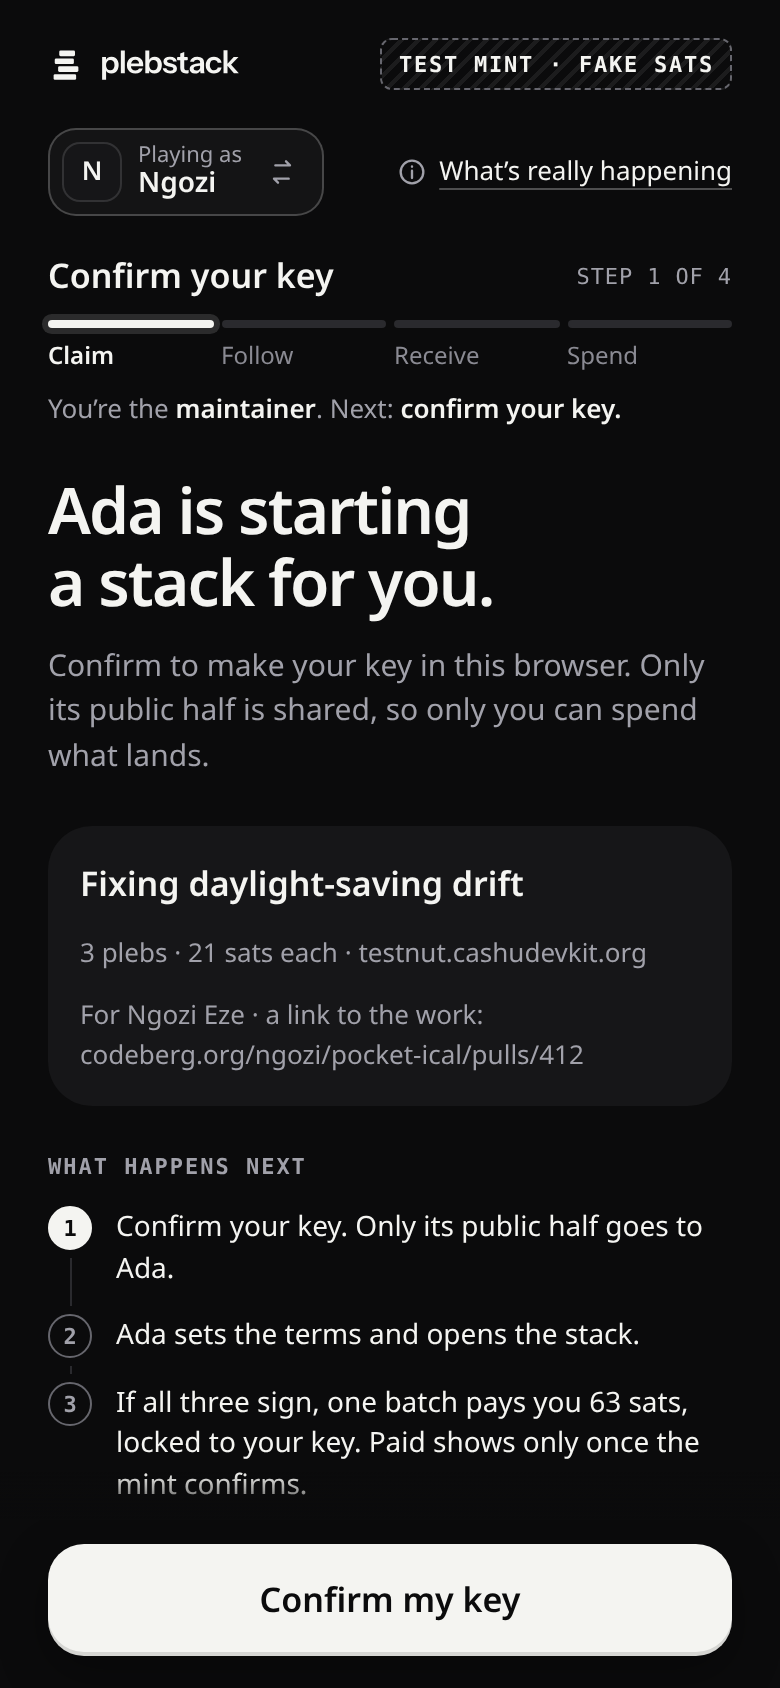 plebstack
TEST MINT · FAKE SATS
N
Playing as
Ngozi
What’s really happening
Confirm your key
STEP 1 OF 4
Claim
Follow
Receive
Spend
You’re the maintainer. Next: confirm your key.
Ada is starting
a stack for you.
Confirm to make your key in this browser. Only
its public half is shared, so only you can spend
what lands.
Fixing daylight-saving drift
3 plebs · 21 sats each · testnut.cashudevkit.org
For Ngozi Eze · a link to the work:
codeberg.org/ngozi/pocket-ical/pulls/412
WHAT HAPPENS NEXT
1 Confirm your key. Only its public half goes to
Ada.
2 Ada sets the terms and opens the stack.
3 If all three sign, one batch pays you 63 sats,
locked to your key. Paid shows only once the
mint confirms.
Confirm my key